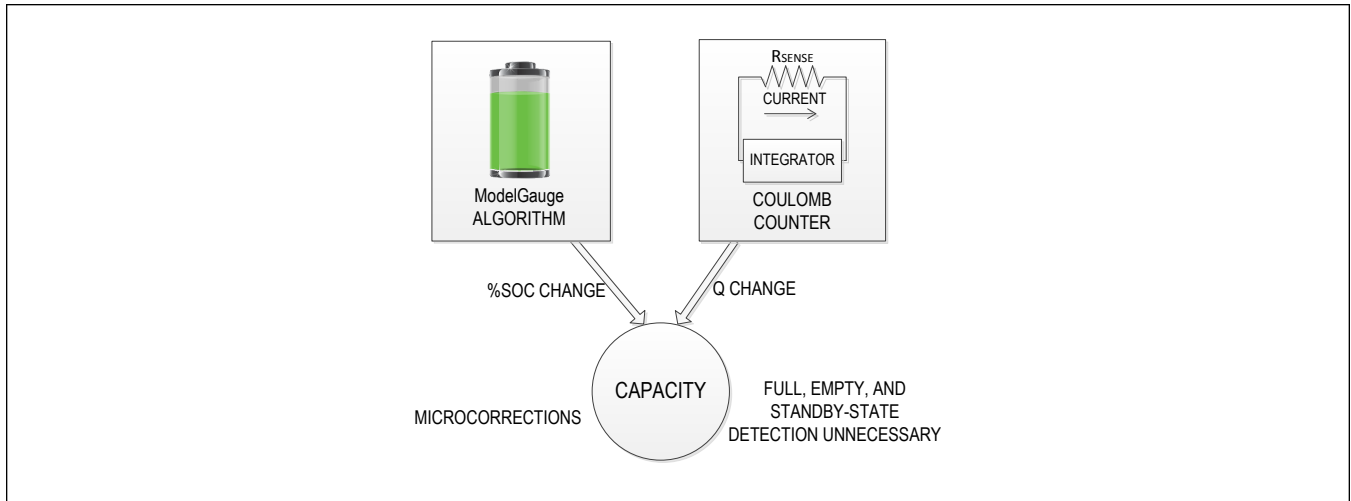 RSENSE
CURRENT
INTEGRATOR
ModelGauge
ALGORITHM
COULOMB
COUNTER
%SOC CHANGE
Q CHANGE
CAPACITY
MICROCORRECTIONS
FULL, EMPTY, AND
STANDBY-STATE
DETECTION UNNECESSARY